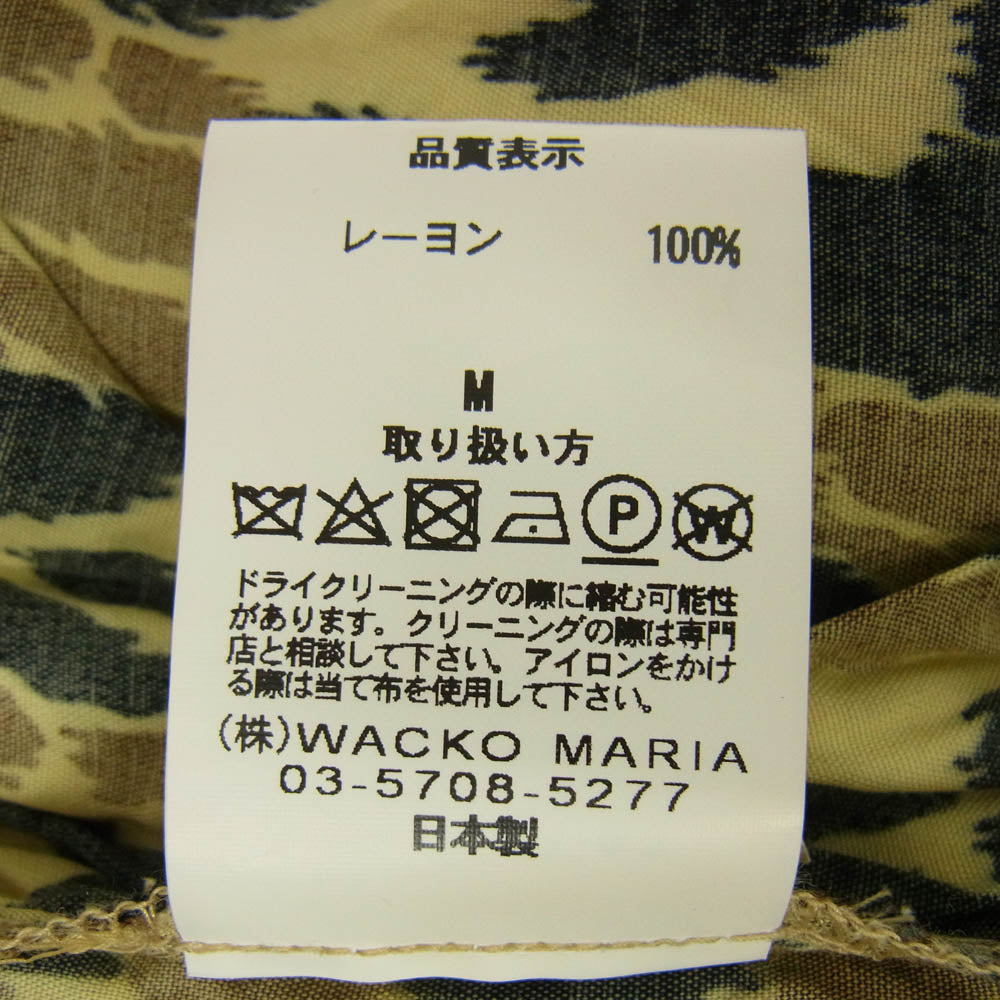 品質表示
レーヨン 100%
M
取り扱い方
P W
ドライクリーニングの際に縮む可能性
があります。クリーニングの際は専門
店と相談して下さい。アイロンをかけ
る際は当て布を使用して下さい。
(株)WACKO MARIA
03-5708-5277
日本製